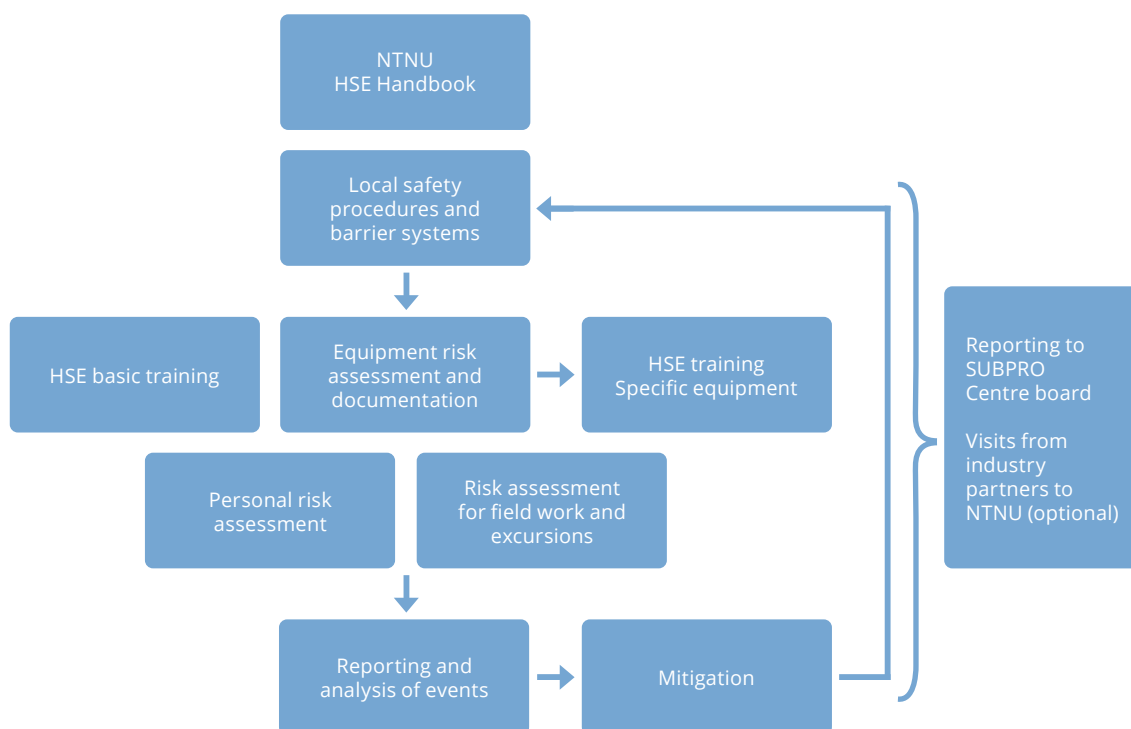 NTNU
HSE Handbook
Local safety
procedures and
barrier systems
HSE basic training
Equipment risk
assessment and
documentation
HSE training
Specific equipment
Personal risk
assessment
Risk assessment
for field work and
excursions
Reporting and
analysis of events
Mitigation
Reporting to
SUBPRO
Centre board
Visits from
industry
partners to
NTNU (optional)